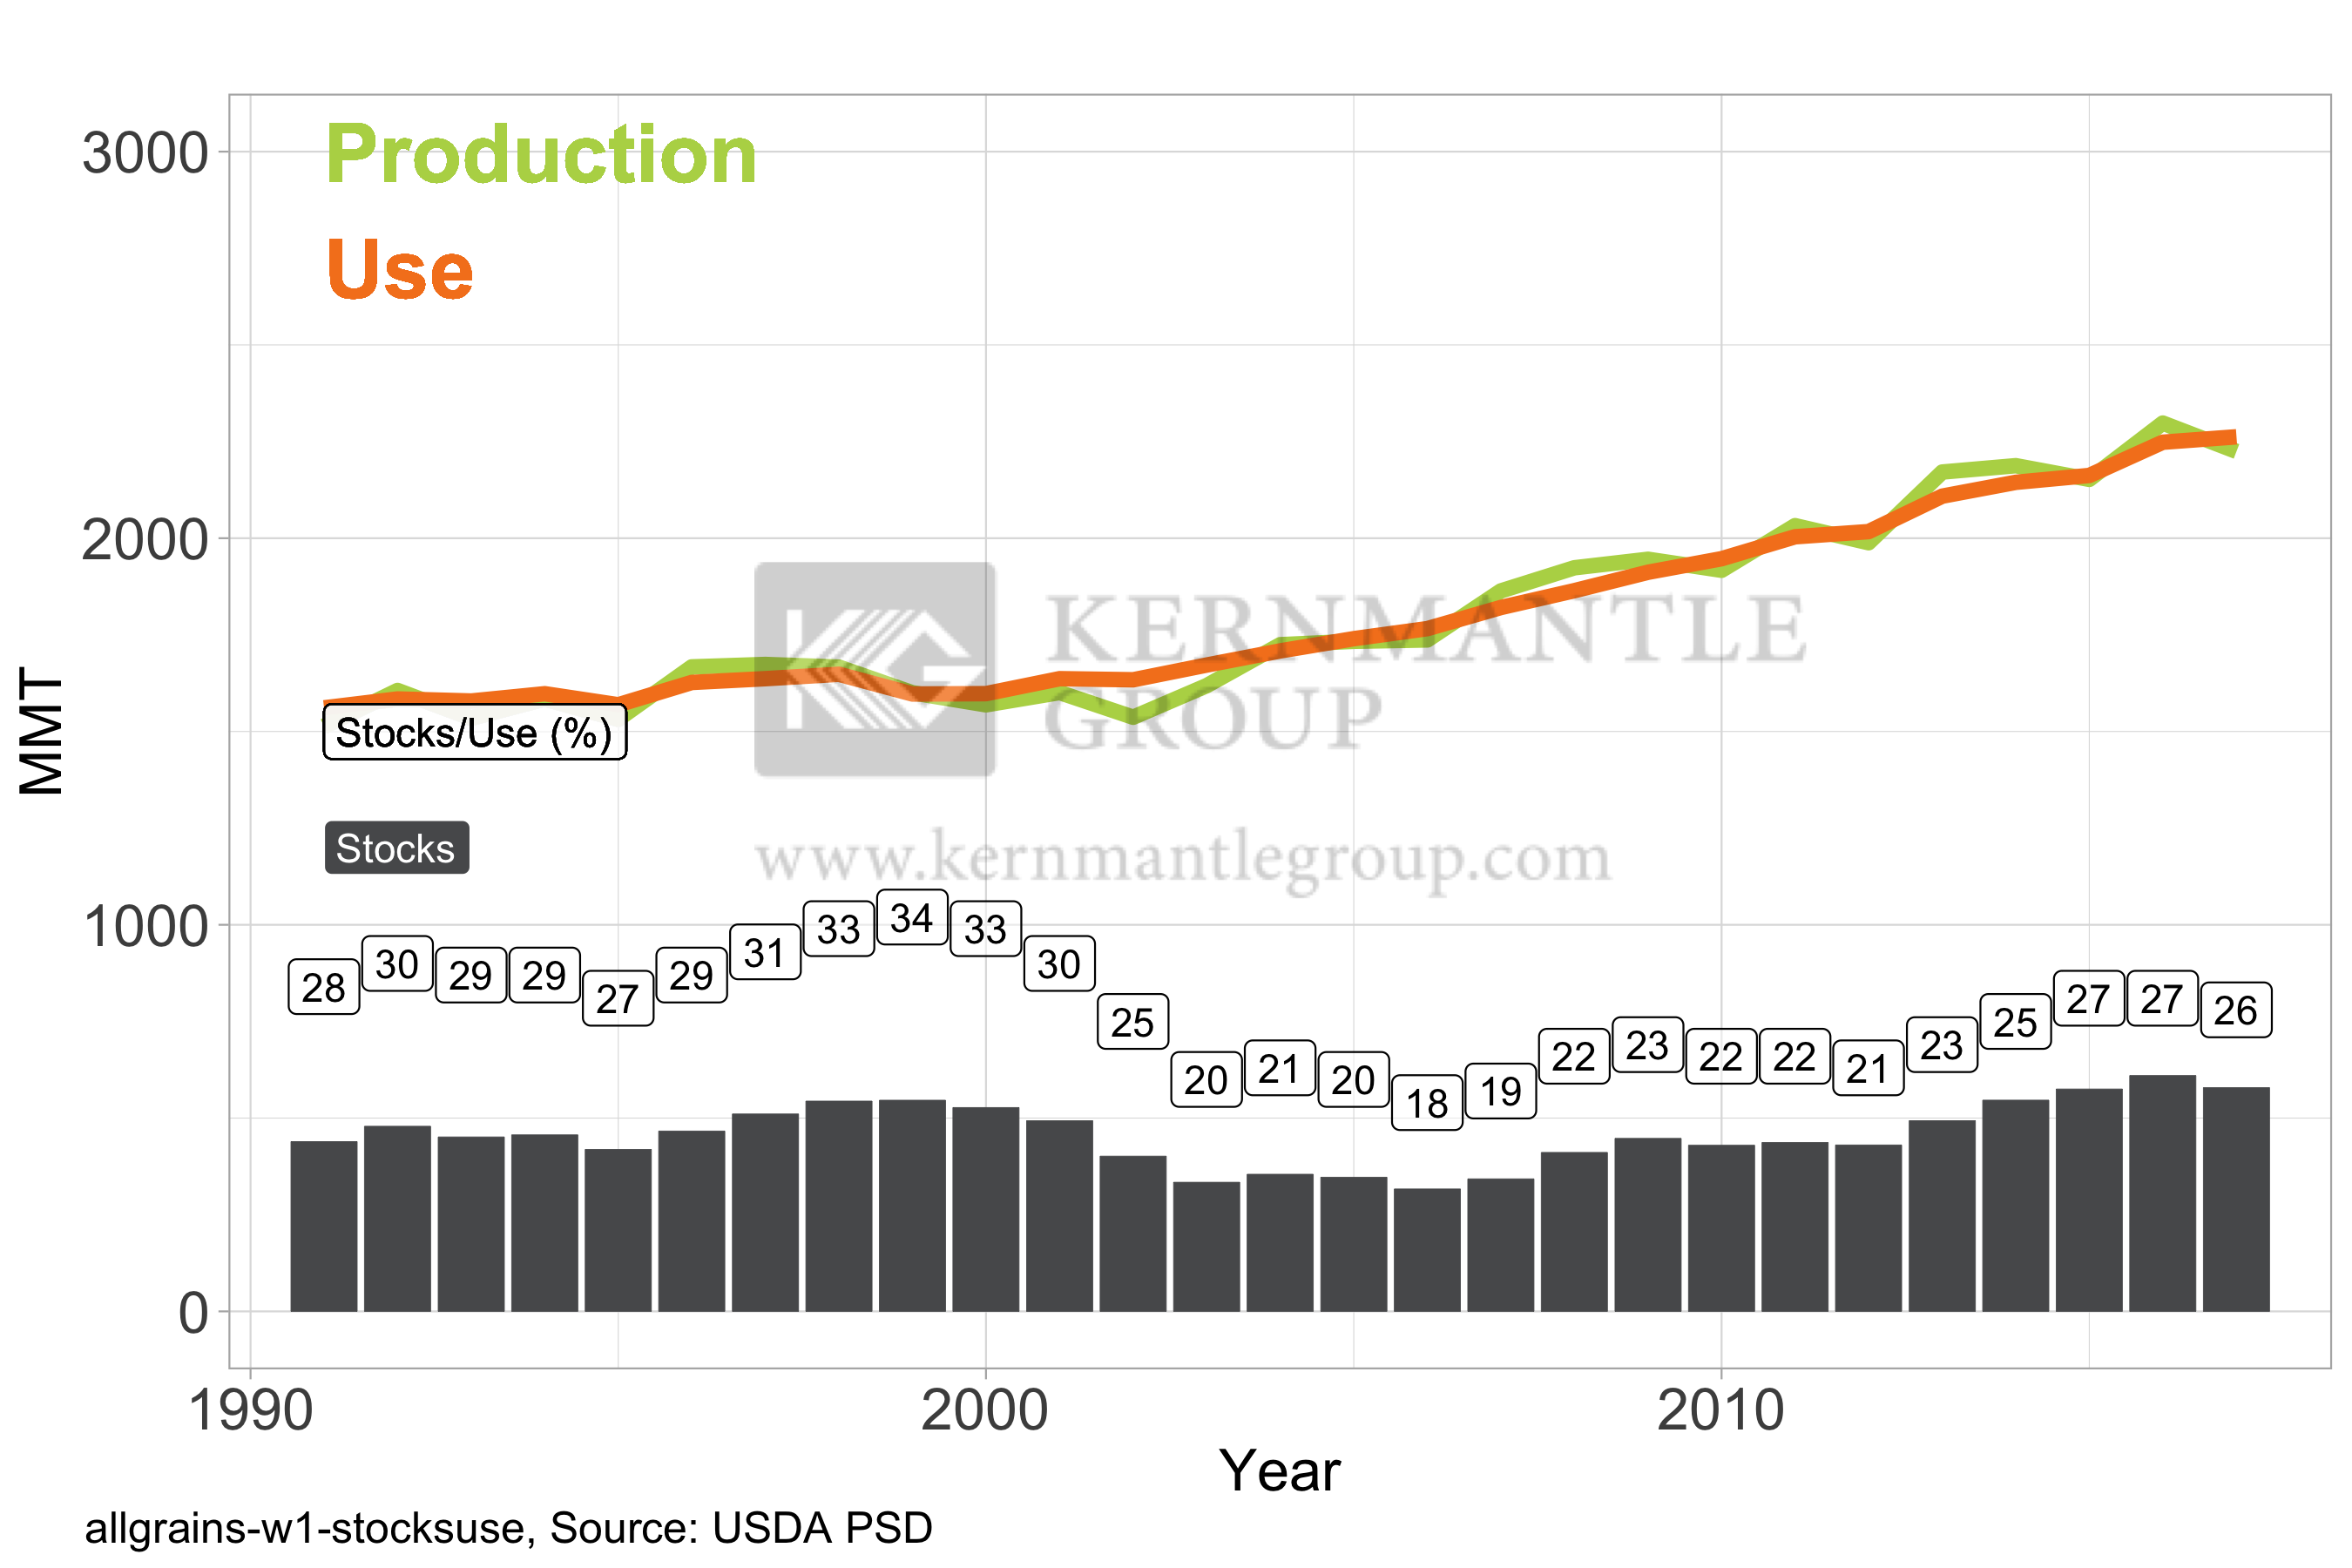 Production
Use
3000
2000
1000
0
MMT
KERNMANTLE
GROUP
www.kernmantlegroup.com
Stocks/Use (%)
Stocks
28 30 29 29 27 29 31 33 34 33 30 25 20 21 20 18 19 22 23 22 22 21 23 25 27 27 26
1990 2000 2010
Year
allgrains-w1-stocksuse, Source: USDA PSD